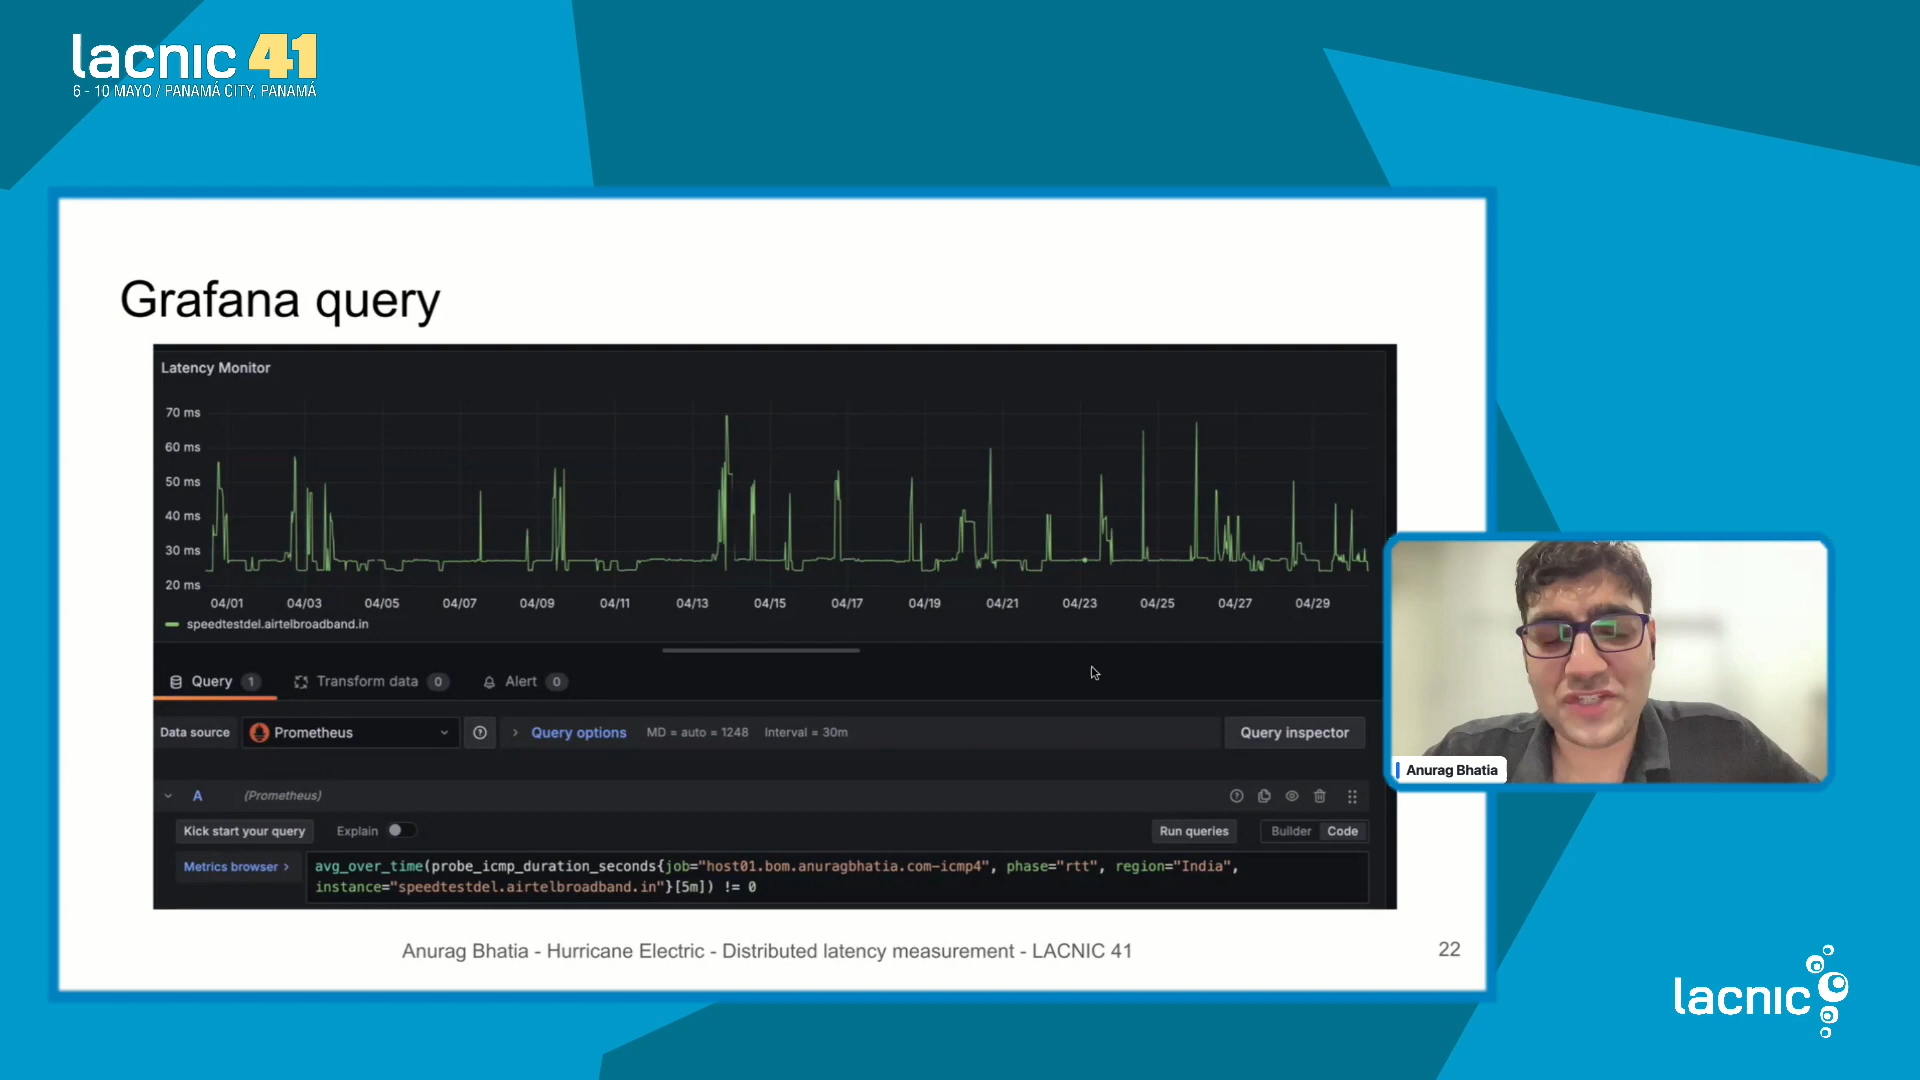 lacnic 41
6 - 10 MAYO / PANAMÁ CITY, PANAMÁ
Grafana query
Latency Monitor
70 ms
60 ms
50 ms
40 ms
30 ms
20 ms
04/01 04/03 04/05 04/07 04/09 04/11 04/13 04/15 04/17 04/19 04/21 04/23 04/25 04/27 04/29
speedtestdel.airtelbroadband.in
Query 1 Transform data 0 Alert 0
Data source Prometheus Query options MD = auto = 1248 Interval = 30m Query inspector
A (Prometheus)
Kick start your query Explain Run queries Builder Code
Metrics browser > avg_over_time(probe_icmp_duration_seconds{job="host01.bom.anuragbhatia.com-icmp4", phase="rtt", region="India",
instance="speedtestdel.airtelbroadband.in"}[5m]) != 0
Anurag Bhatia - Hurricane Electric - Distributed latency measurement - LACNIC 41
22
Anurag Bhatia
lacnic